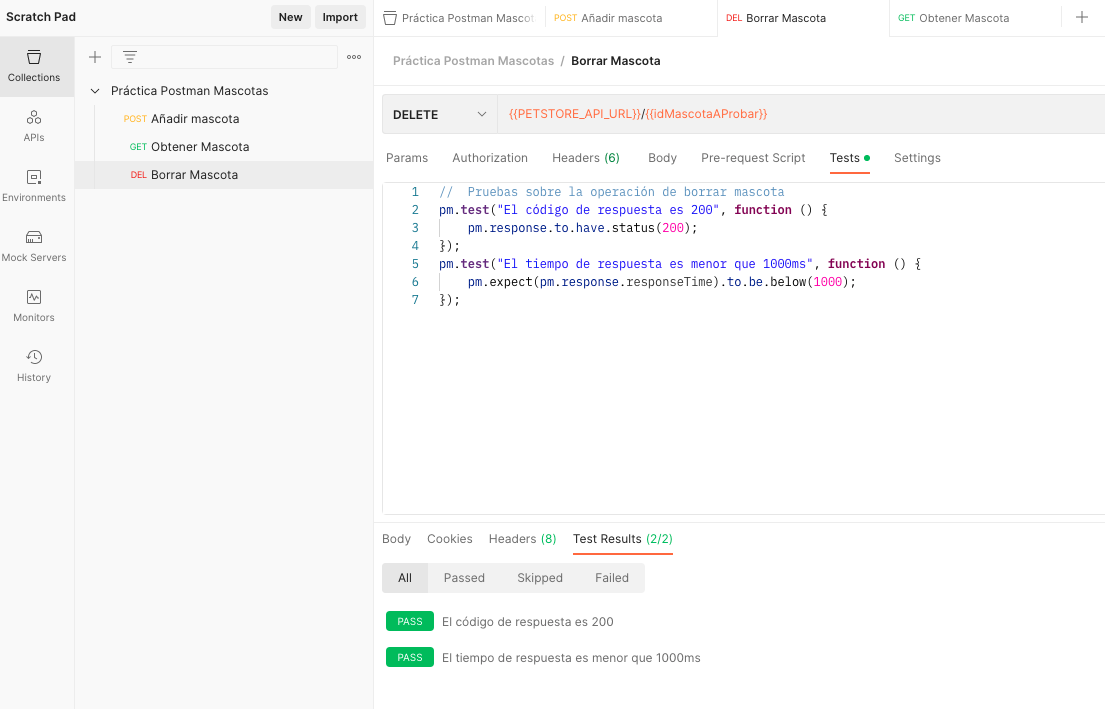 Scratch Pad
New
Import
Práctica Postman Mascot
POST Añadir mascota
DEL Borrar Mascota
GET Obtener Mascota
Collections
APIs
Environments
Mock Servers
Monitors
History
Práctica Postman Mascotas
POST Añadir mascota
GET Obtener Mascota
DEL Borrar Mascota
Práctica Postman Mascotas / Borrar Mascota
DELETE
{{PETSTORE_API_URL}}/{{idMascotaAProbar}}
Params Authorization Headers (6) Body Pre-request Script Tests Settings
1 // Pruebas sobre la operación de borrar mascota
2 pm.test("El código de respuesta es 200", function () {
3 pm.response.to.have.status(200);
4 });
5 pm.test("El tiempo de respuesta es menor que 1000ms", function () {
6 pm.expect(pm.response.responseTime).to.be.below(1000);
7 });
Body Cookies Headers (8) Test Results (2/2)
All Passed Skipped Failed
PASS El código de respuesta es 200
PASS El tiempo de respuesta es menor que 1000ms